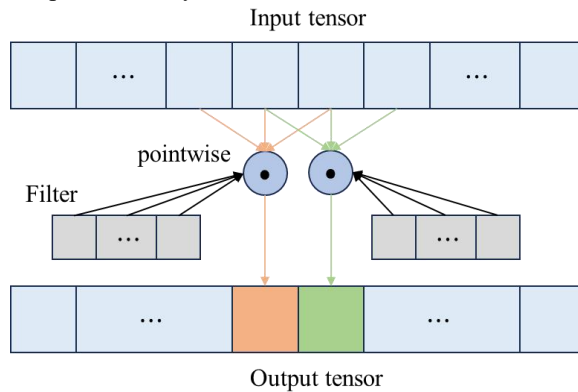 Input tensor
... ...
pointwise
Filter
... ...
... ...
Output tensor